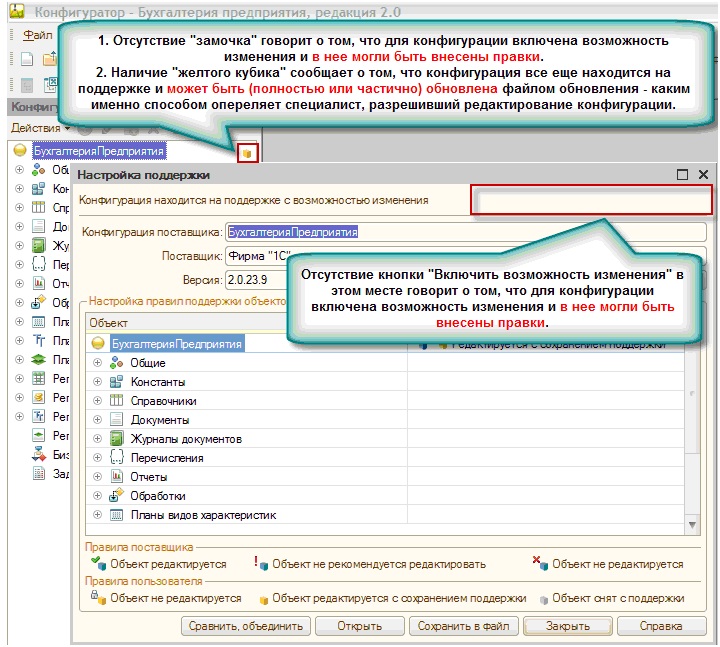 Конфигуратор - Бухгалтерия предприятия, редакция 2.0
Файл
1. Отсутствие "замочка" говорит о том, что для конфигурации включена возможность
изменения и в нее могли быть внесены правки.
2. Наличие "желтого кубика" сообщает о том, что конфигурация все еще находится на
поддержке и может быть (полностью или частично) обновлена файлом обновления - каким
именно способом опереляет специалист, разрешивший редактирование конфигурации.
Действия
БухгалтерияПредприятия
Настройка поддержки
Конфигурация находится на поддержке с возможностью изменения
Конфигурация поставщика: БухгалтерияПредприятия
Поставщик: Фирма "1С"
Версия: 2.0.23.9
Отсутствие кнопки "Включить возможность изменения" в
этом месте говорит о том, что для конфигурации
включена возможность изменения и в нее могли быть
внесены правки.
Настройка правил поддержки объекто
Объект
БухгалтерияПредприятия Редактируется с сохранением поддержки
Общие
Константы
Справочники
Документы
Журналы документов
Перечисления
Отчеты
Обработки
Планы видов характеристик
Правила поставщика
Объект редактируется Объект не рекомендуется редактировать Объект не редактируется
Правила пользователя
Объект не редактируется Объект редактируется с сохранением поддержки Объект снят с поддержки
Сравнить, объединить Открыть Сохранить в файл Закрыть Справка